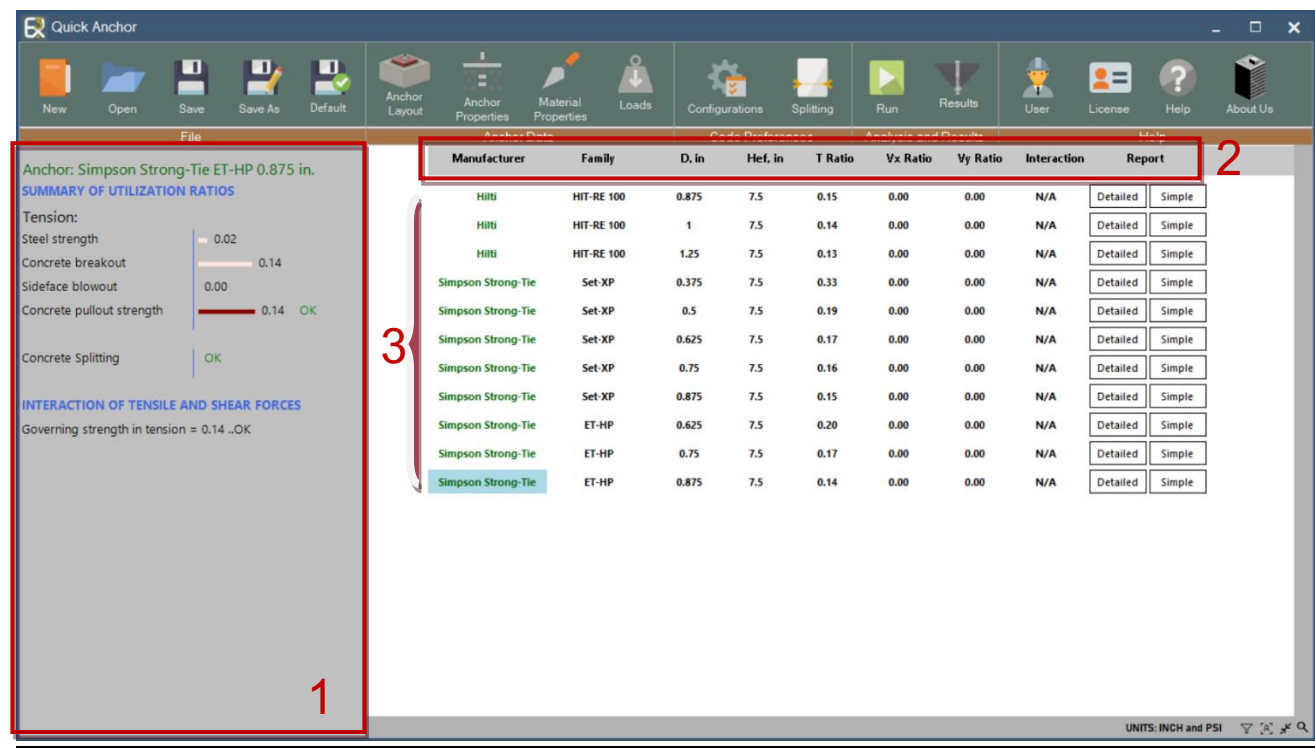 Quick Anchor
New Open Save Save As Default Anchor Layout Anchor Properties Material Properties Loads Configurations Splitting Run Results User License Help About Us
File Anchor Data Code Preferences Analysis and Results Help
Anchor: Simpson Strong-Tie ET-HP 0.875 in.
SUMMARY OF UTILIZATION RATIOS
Tension:
Steel strength 0.02
Concrete breakout 0.14
Sideface blowout 0.00
Concrete pullout strength 0.14 OK
Concrete Splitting OK
INTERACTION OF TENSILE AND SHEAR FORCES
Governing strength in tension = 0.14 ..OK
1
Manufacturer Family D, in Hef, in T Ratio Vx Ratio Vy Ratio Interaction Report
2
3
Hilti HIT-RE 100 0.875 7.5 0.15 0.00 0.00 N/A Detailed Simple
Hilti HIT-RE 100 1 7.5 0.14 0.00 0.00 N/A Detailed Simple
Hilti HIT-RE 100 1.25 7.5 0.13 0.00 0.00 N/A Detailed Simple
Simpson Strong-Tie Set-XP 0.375 7.5 0.33 0.00 0.00 N/A Detailed Simple
Simpson Strong-Tie Set-XP 0.5 7.5 0.19 0.00 0.00 N/A Detailed Simple
Simpson Strong-Tie Set-XP 0.625 7.5 0.17 0.00 0.00 N/A Detailed Simple
Simpson Strong-Tie Set-XP 0.75 7.5 0.16 0.00 0.00 N/A Detailed Simple
Simpson Strong-Tie Set-XP 0.875 7.5 0.15 0.00 0.00 N/A Detailed Simple
Simpson Strong-Tie ET-HP 0.625 7.5 0.20 0.00 0.00 N/A Detailed Simple
Simpson Strong-Tie ET-HP 0.75 7.5 0.17 0.00 0.00 N/A Detailed Simple
Simpson Strong-Tie ET-HP 0.875 7.5 0.14 0.00 0.00 N/A Detailed Simple
UNITS: INCH and PSI